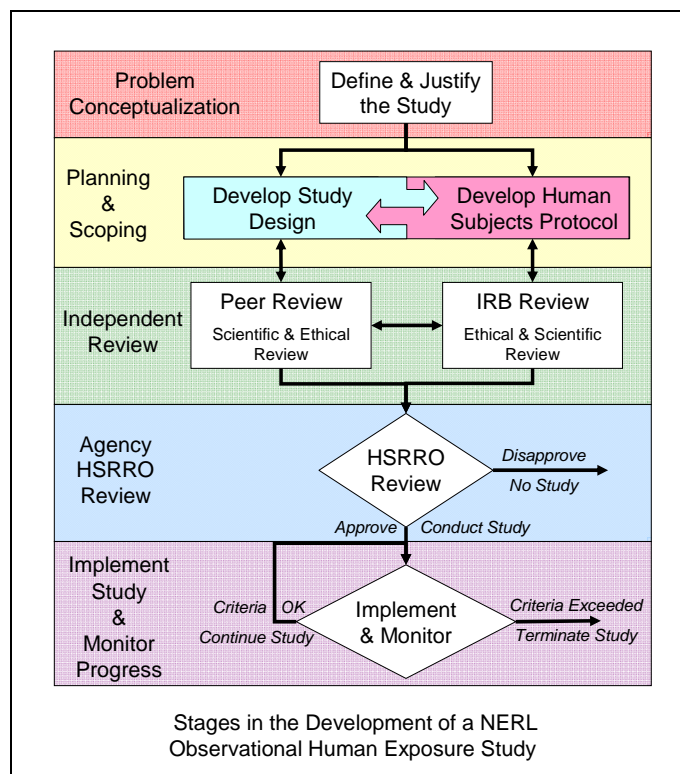 Problem
Conceptualization
Define & Justify
the Study
Planning
&
Scoping
Develop Study
Design
Develop Human
Subjects Protocol
Independent
Review
Peer Review
Scientific & Ethical
Review
IRB Review
Ethical & Scientific
Review
Agency
HSRRO
Review
HSRRO
Review
Disapprove
No Study
Approve
Conduct Study
Implement
Study
&
Monitor
Progress
Criteria OK
Continue Study
Implement
& Monitor
Criteria Exceeded
Terminate Study
Stages in the Development of a NERL
Observational Human Exposure Study